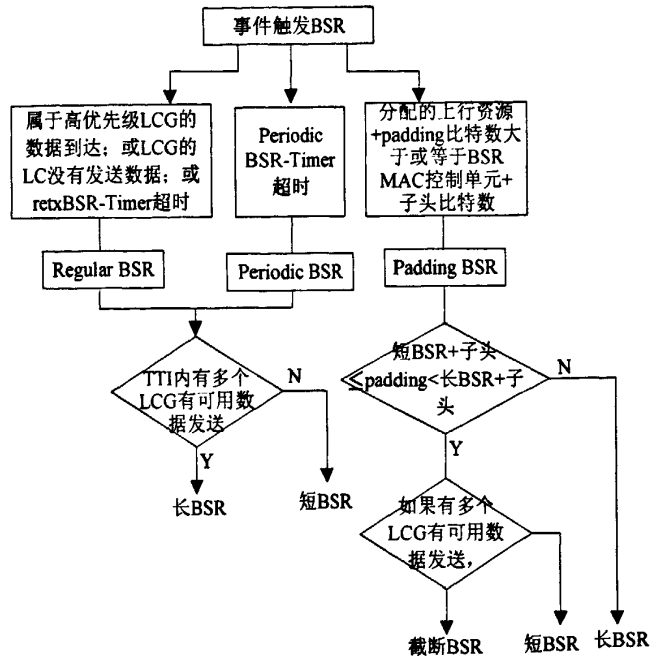 事件触发BSR
属于高优先级LCG的
数据到达；或LCG的
LC没有发送数据；或
retxBSR-Timer超时
Periodic
BSR-Timer
超时
分配的上行资源
+padding比特数大
于或等于BSR
MAC控制单元+
子头比特数
Regular BSR
Periodic BSR
Padding BSR
TTI内有多个
LCG有可用数
据发送
N
Y
长BSR
短BSR
短BSR+子头
≤padding<长BSR+子
头
N
Y
如果有多个
LCG有可用数
据发送，
截断BSR
短BSR
长BSR